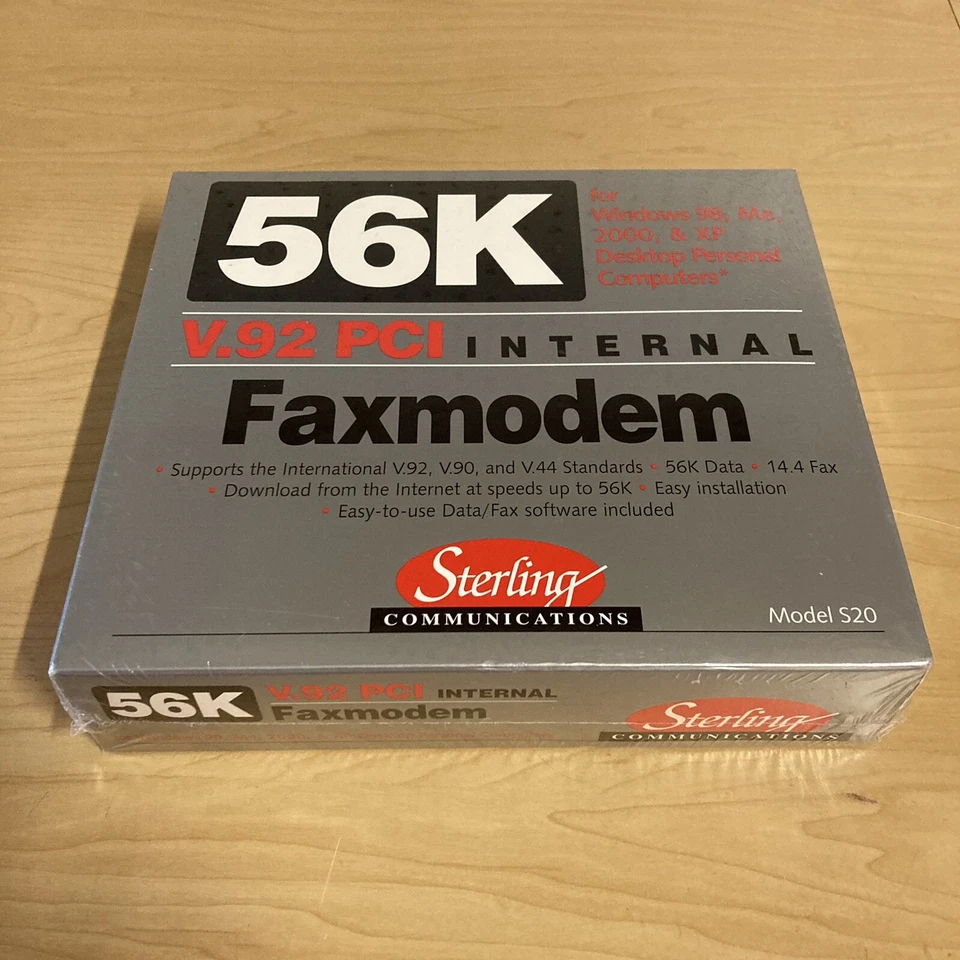 56K
for
Windows 98, Me,
2000, & XP
Desktop Personal
Computers*
V.92 PCI INTERNAL
Faxmodem
• Supports the International V.92, V.90, and V.44 Standards • 56K Data • 14.4 Fax
• Download from the Internet at speeds up to 56K • Easy installation
• Easy-to-use Data/Fax software included
Sterling
COMMUNICATIONS
Model S20
56K V.92 PCI INTERNAL
Faxmodem
Sterling
COMMUNICATIONS